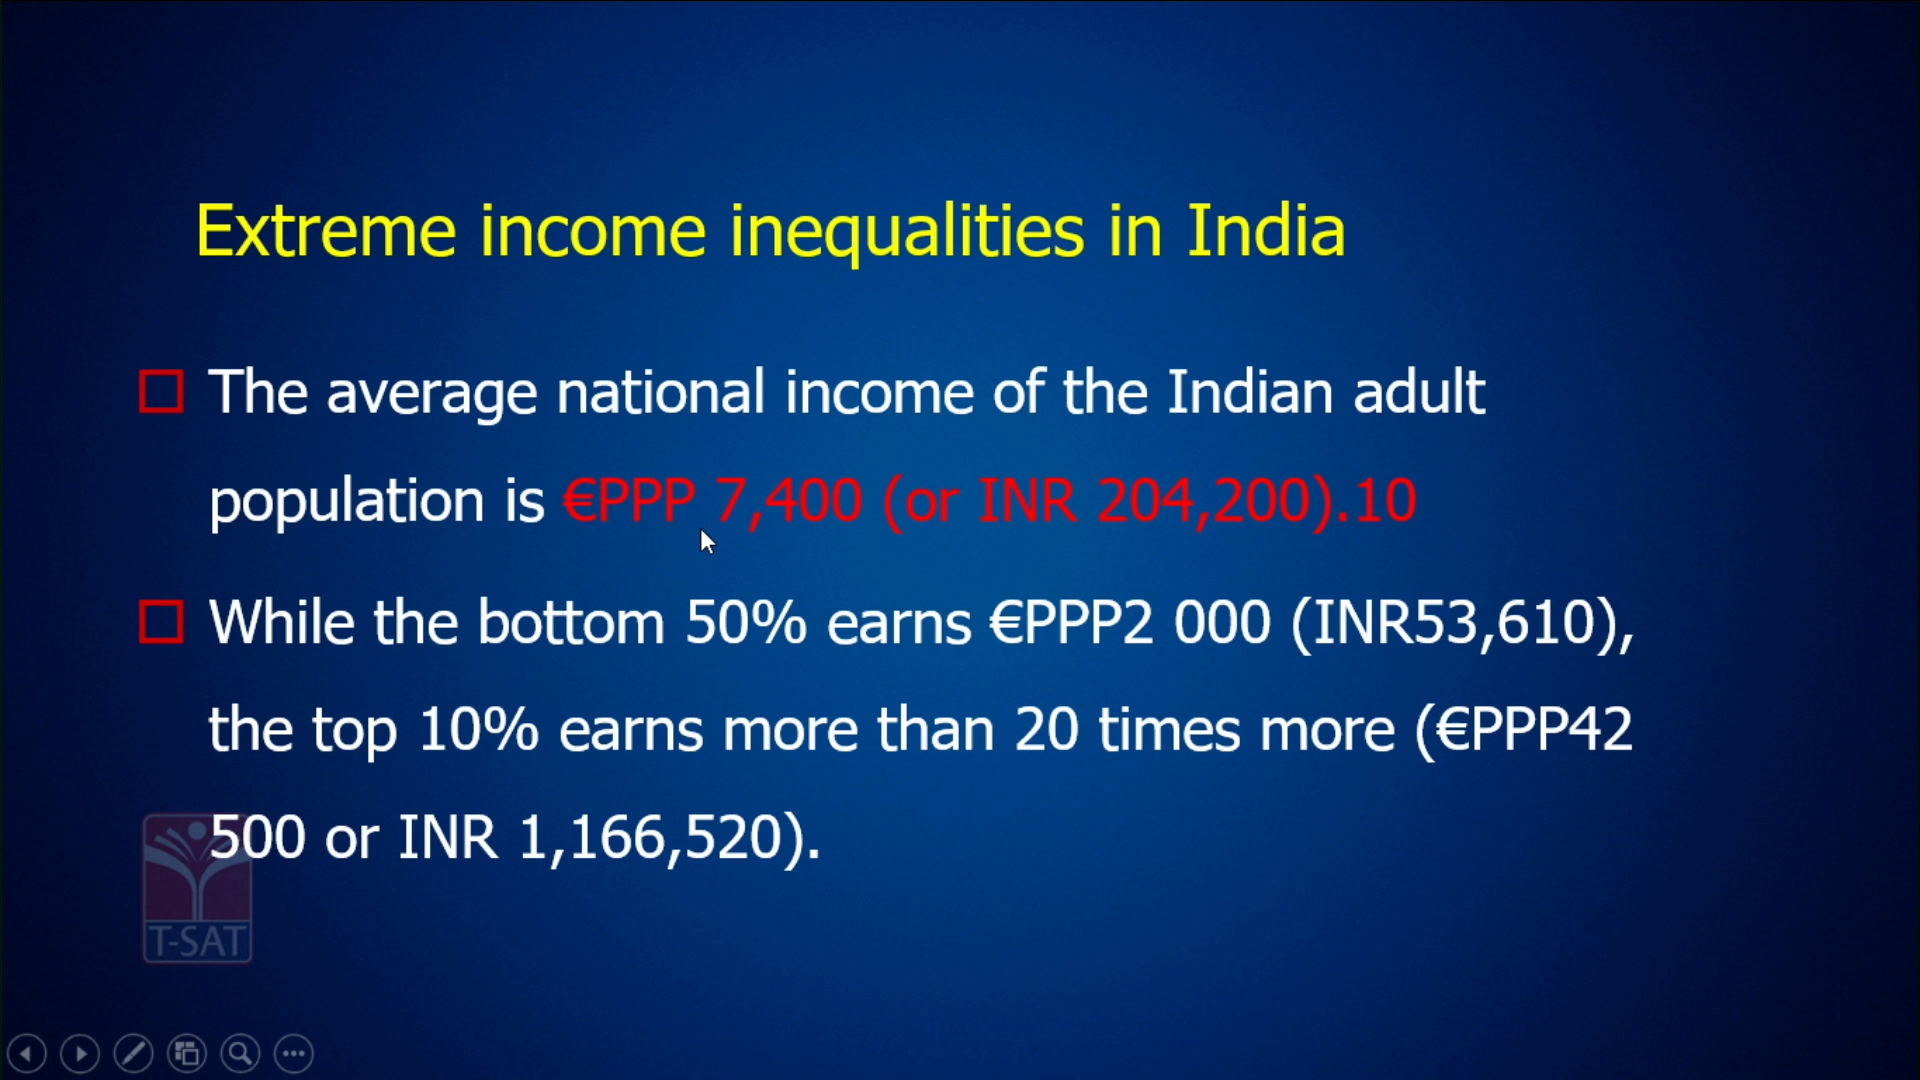 Extreme income inequalities in India
The average national income of the Indian adult
population is €PPP 7,400 (or INR 204,200).10
While the bottom 50% earns €PPP2 000 (INR53,610),
the top 10% earns more than 20 times more (€PPP42
500 or INR 1,166,520).
T-SAT